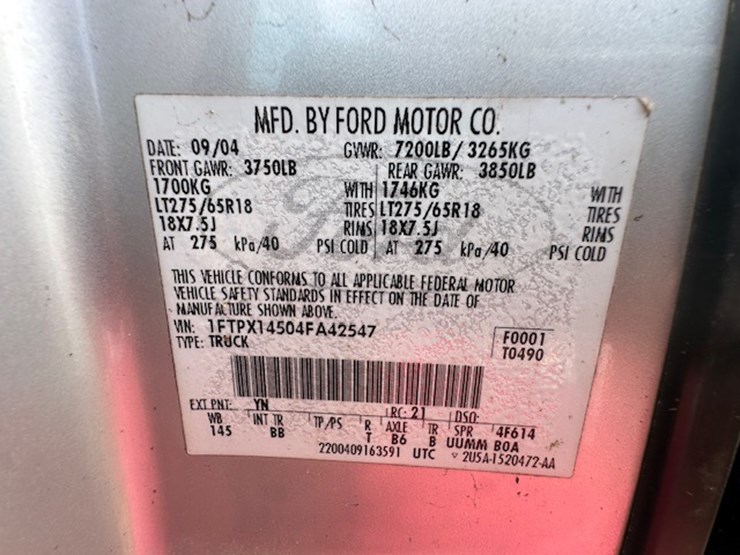 MFD. BY FORD MOTOR CO.
DATE: 09/04 GVWR: 7200LB/3265KG
FRONT GAWR: 3750LB REAR GAWR: 3850LB
1700KG WITH 1746KG WITH
LT275/65R18 TIRES LT275/65R18 TIRES
18X7.5J RIMS 18X7.5J RIMS
AT 275 kPa/40 PSI COLD AT 275 kPa/40 PSI COLD
THIS VEHICLE CONFORMS TO ALL APPLICABLE FEDERAL MOTOR
VEHICLE SAFETY STANDARDS IN EFFECT ON THE DATE OF
MANUFACTURE SHOWN ABOVE.
VIN: 1FTPX14504FA42547 F0001
TYPE: TRUCK T0490
EXT PNT: YN RC: 21 DSO:
WB INT TR TP/PS R AXLE TR SPR 4F614
145 BB T B6 B UUMM BOA
2200409163591 UTC 2U5A-1520472-AA